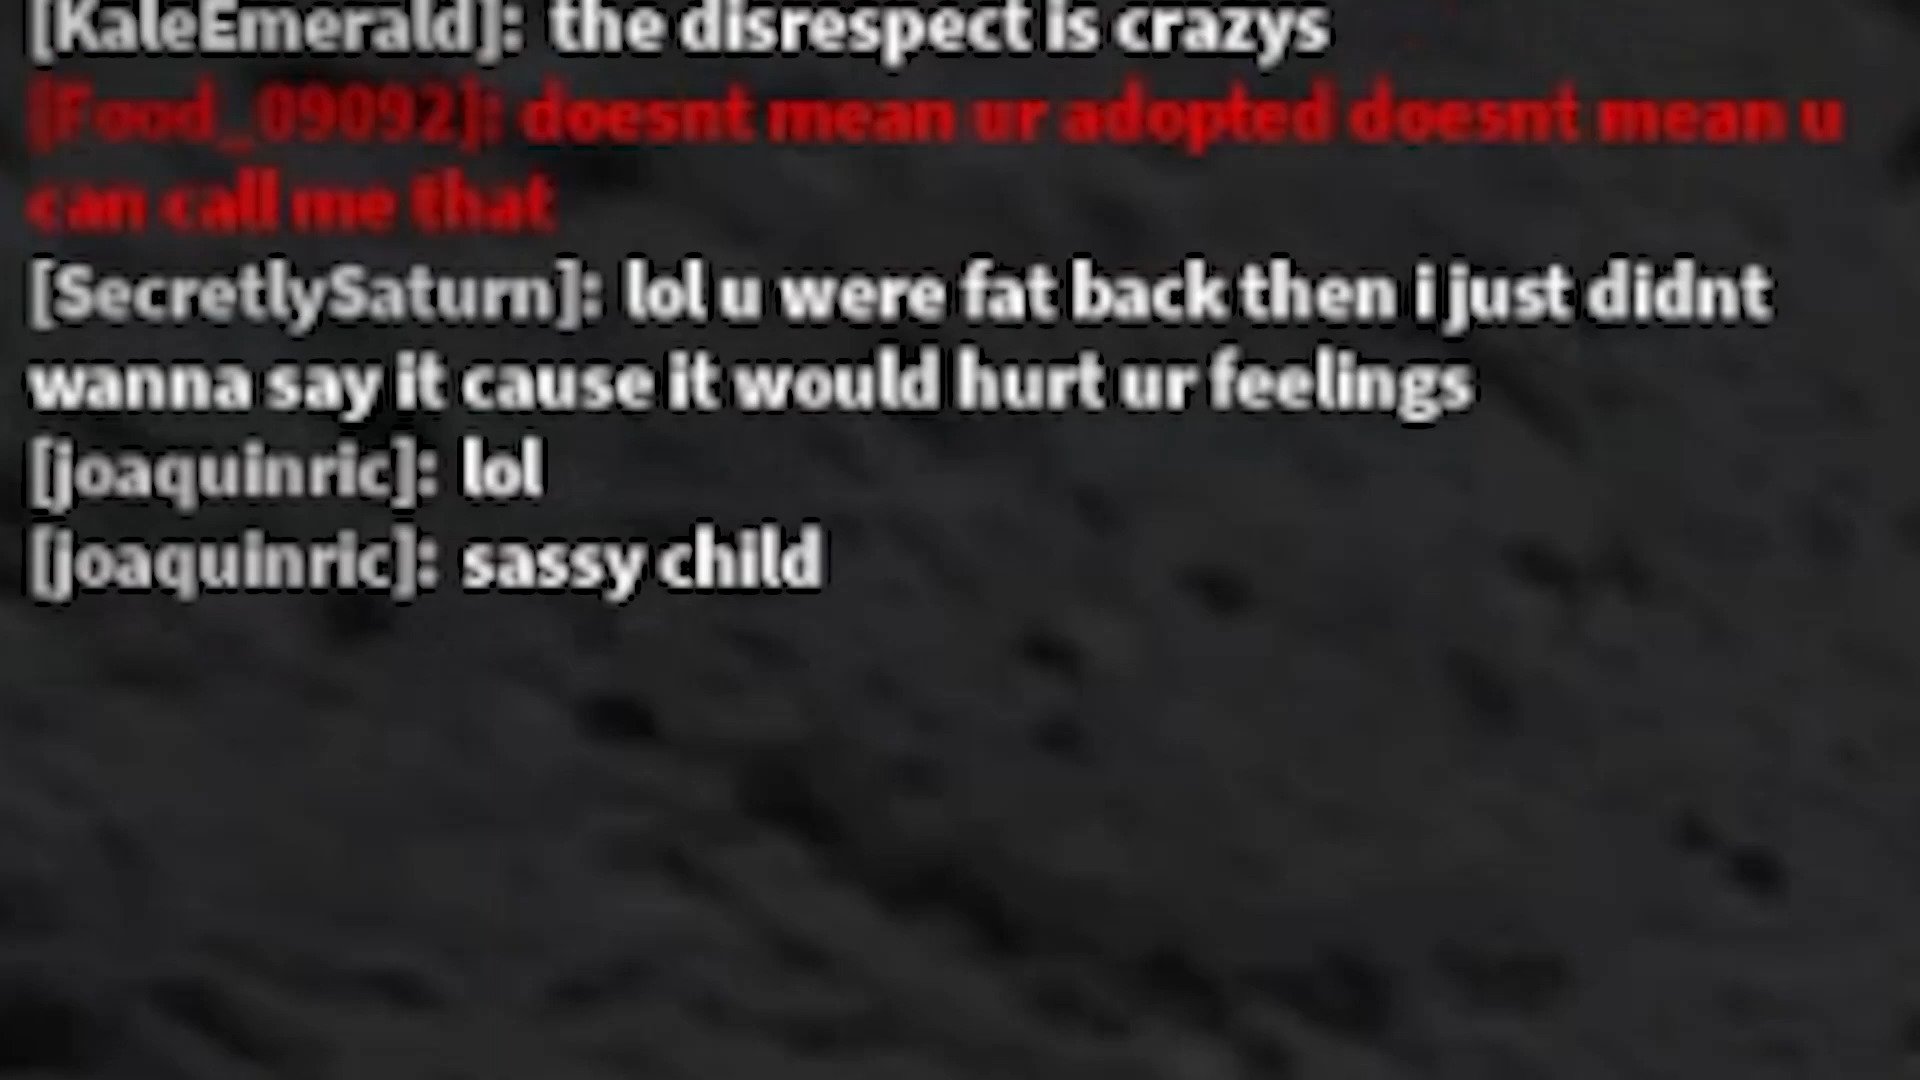 [KaleEmerald]: the disrespect is crazys
[Food_09092]: doesnt mean ur adopted doesnt mean u
can call me that
[SecretlySaturn]: lol u were fat back then i just didnt
wanna say it cause it would hurt ur feelings
[joaquinric]: lol
[joaquinric]: sassy child